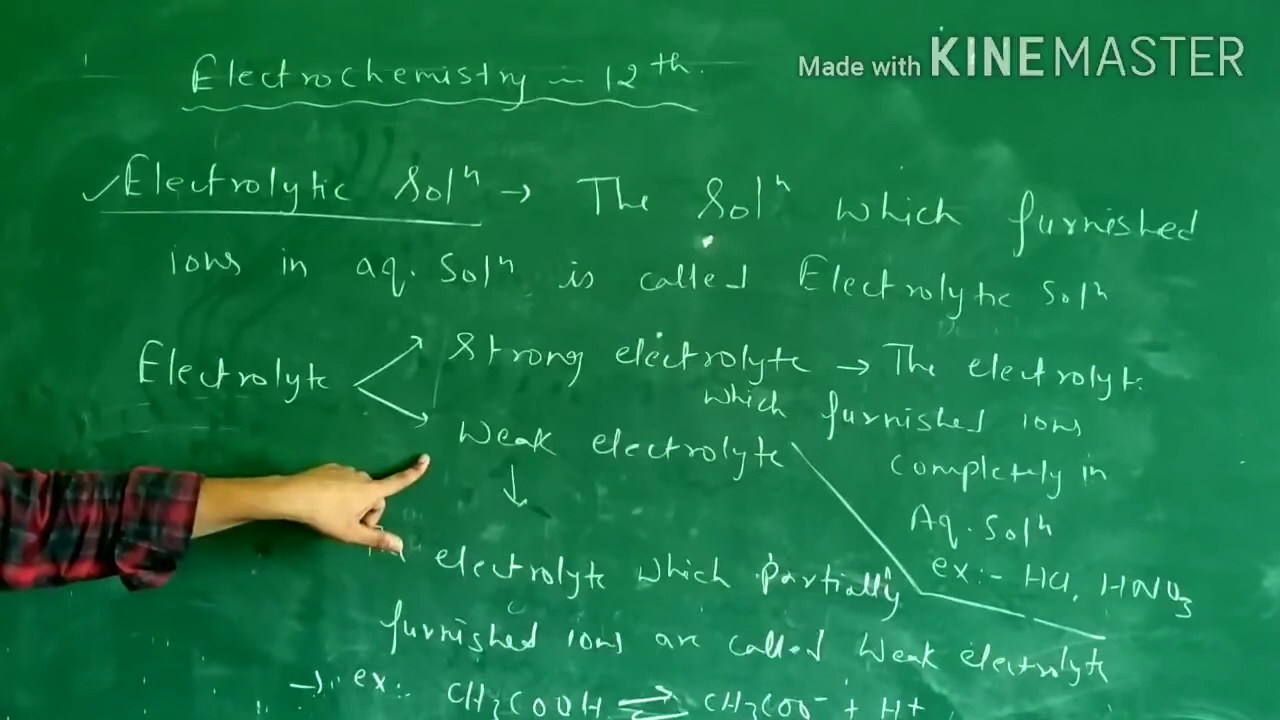 Made with KINEMASTER
Electrochemistry ~ 12th.
✓Electrolytic Solⁿ → The Solⁿ which furnished
ions in aq. Solⁿ is called Electrolytic Solⁿ
Electrolyte
Strong electrolyte → The electrolyt.
which furnished ions
completely in
Aq. Solⁿ
ex:- HCl, HNO3
Weak electrolyte
↓
electrolyte which partially
furnished ions are called Weak electrolyte
→ ex:- CH3COOH ⇌ CH3COO⁻ + H+